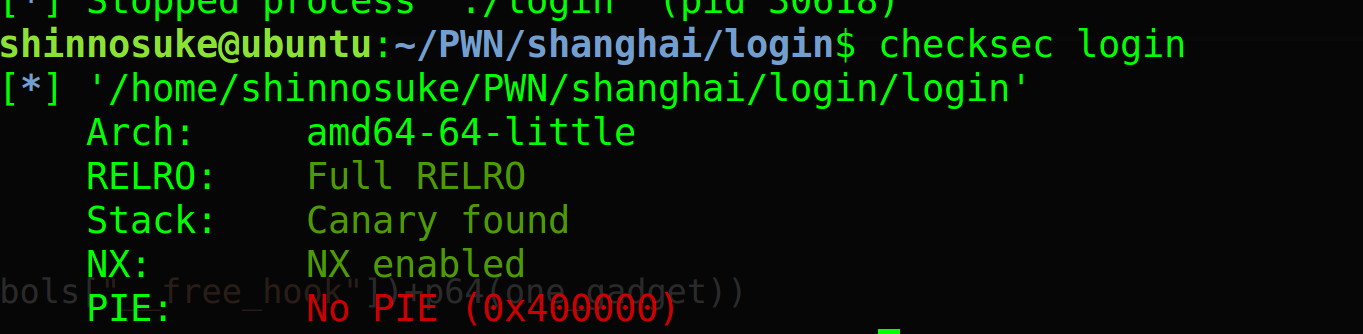 [*] Stopped process './login' (pid 30618)
shinnosuke@ubuntu:~/PWN/shanghai/login$ checksec login
[*] '/home/shinnosuke/PWN/shanghai/login/login'
Arch: amd64-64-little
RELRO: Full RELRO
Stack: Canary found
NX: NX enabled
bols["__free_hook"])+p64(one_gadget))
PIE: No PIE (0x400000)